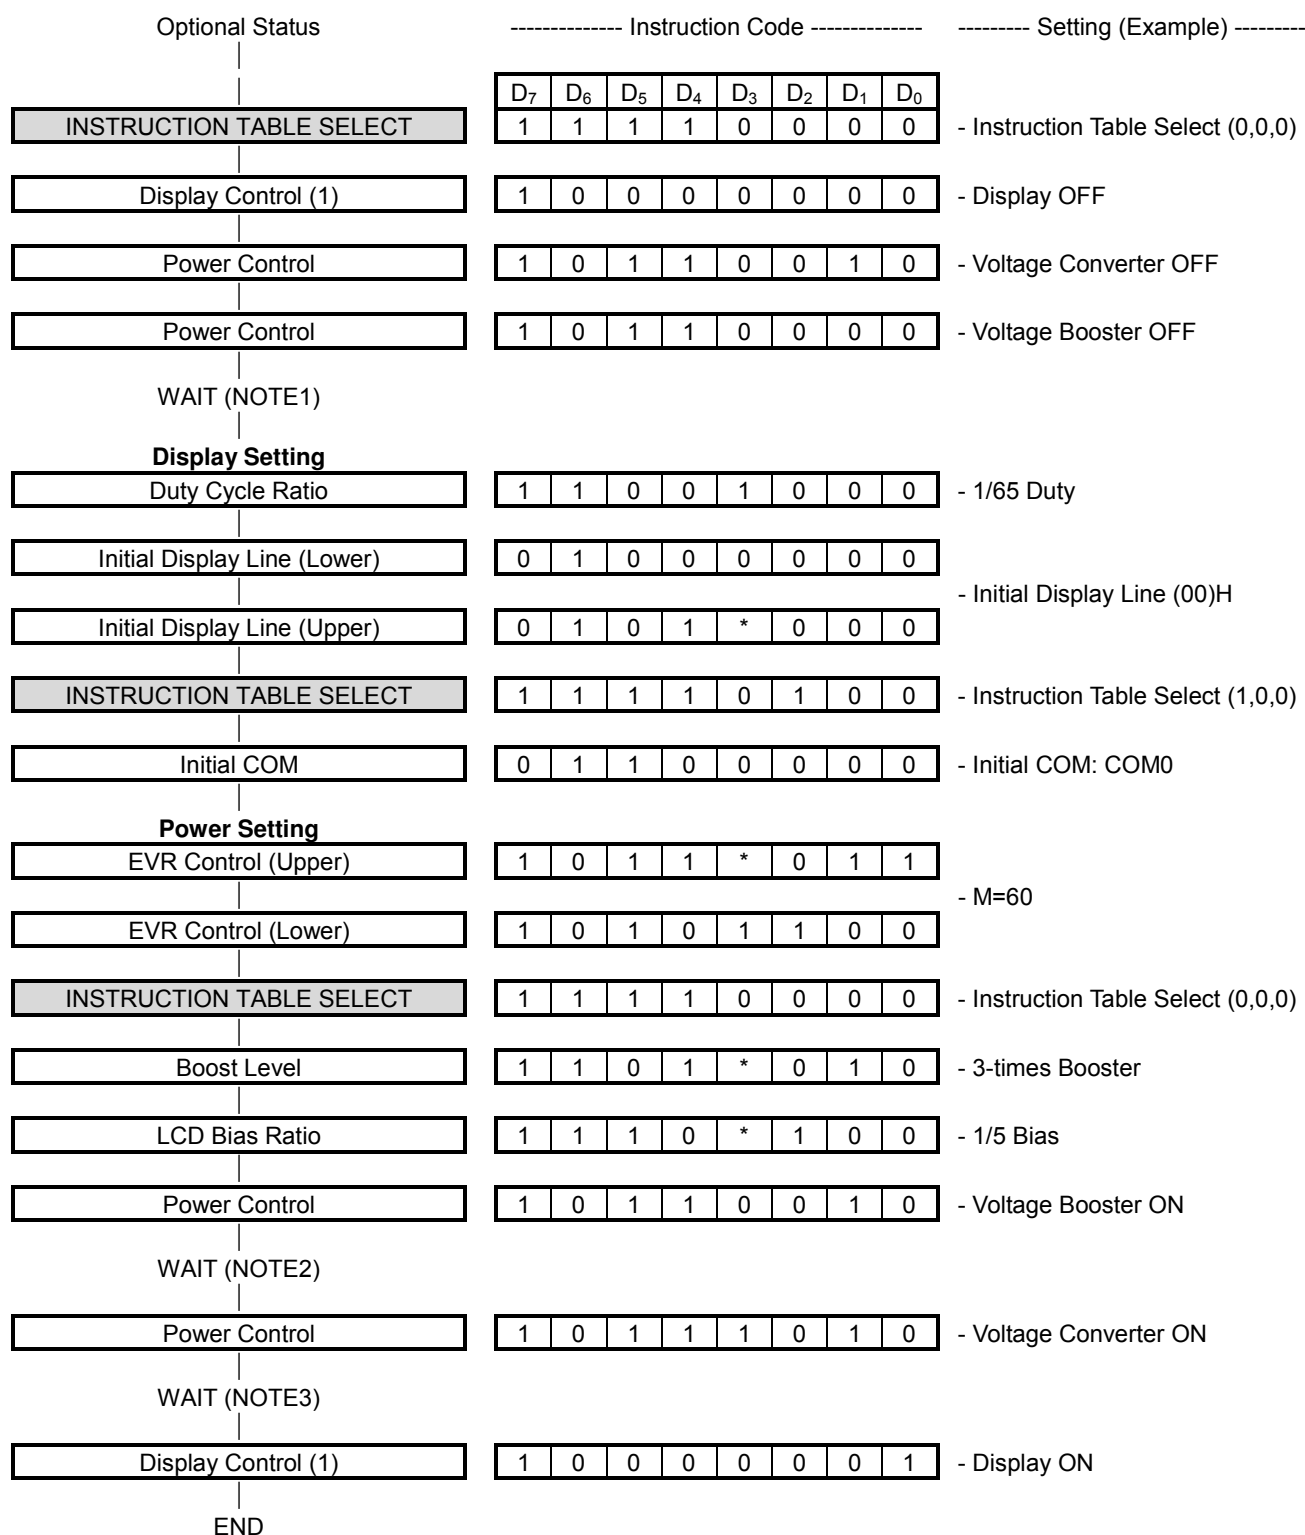 Optional Status -------------- Instruction Code -------------- --------- Setting (Example) ---------
D7 D6 D5 D4 D3 D2 D1 D0
INSTRUCTION TABLE SELECT 1 1 1 1 0 0 0 0 - Instruction Table Select (0,0,0)
Display Control (1) 1 0 0 0 0 0 0 0 - Display OFF
Power Control 1 0 1 1 0 0 1 0 - Voltage Converter OFF
Power Control 1 0 1 1 0 0 0 0 - Voltage Booster OFF
WAIT (NOTE1)
Display Setting
Duty Cycle Ratio 1 1 0 0 1 0 0 0 - 1/65 Duty
Initial Display Line (Lower) 0 1 0 0 0 0 0 0
- Initial Display Line (00)H
Initial Display Line (Upper) 0 1 0 1 * 0 0 0
INSTRUCTION TABLE SELECT 1 1 1 1 0 1 0 0 - Instruction Table Select (1,0,0)
Initial COM 0 1 1 0 0 0 0 0 - Initial COM: COM0
Power Setting
EVR Control (Upper) 1 0 1 1 * 0 1 1
- M=60
EVR Control (Lower) 1 0 1 0 1 1 0 0
INSTRUCTION TABLE SELECT 1 1 1 1 0 0 0 0 - Instruction Table Select (0,0,0)
Boost Level 1 1 0 1 * 0 1 0 - 3-times Booster
LCD Bias Ratio 1 1 1 0 * 1 0 0 - 1/5 Bias
Power Control 1 0 1 1 0 0 1 0 - Voltage Booster ON
WAIT (NOTE2)
Power Control 1 0 1 1 1 0 1 0 - Voltage Converter ON
WAIT (NOTE3)
Display Control (1) 1 0 0 0 0 0 0 1 - Display ON
END